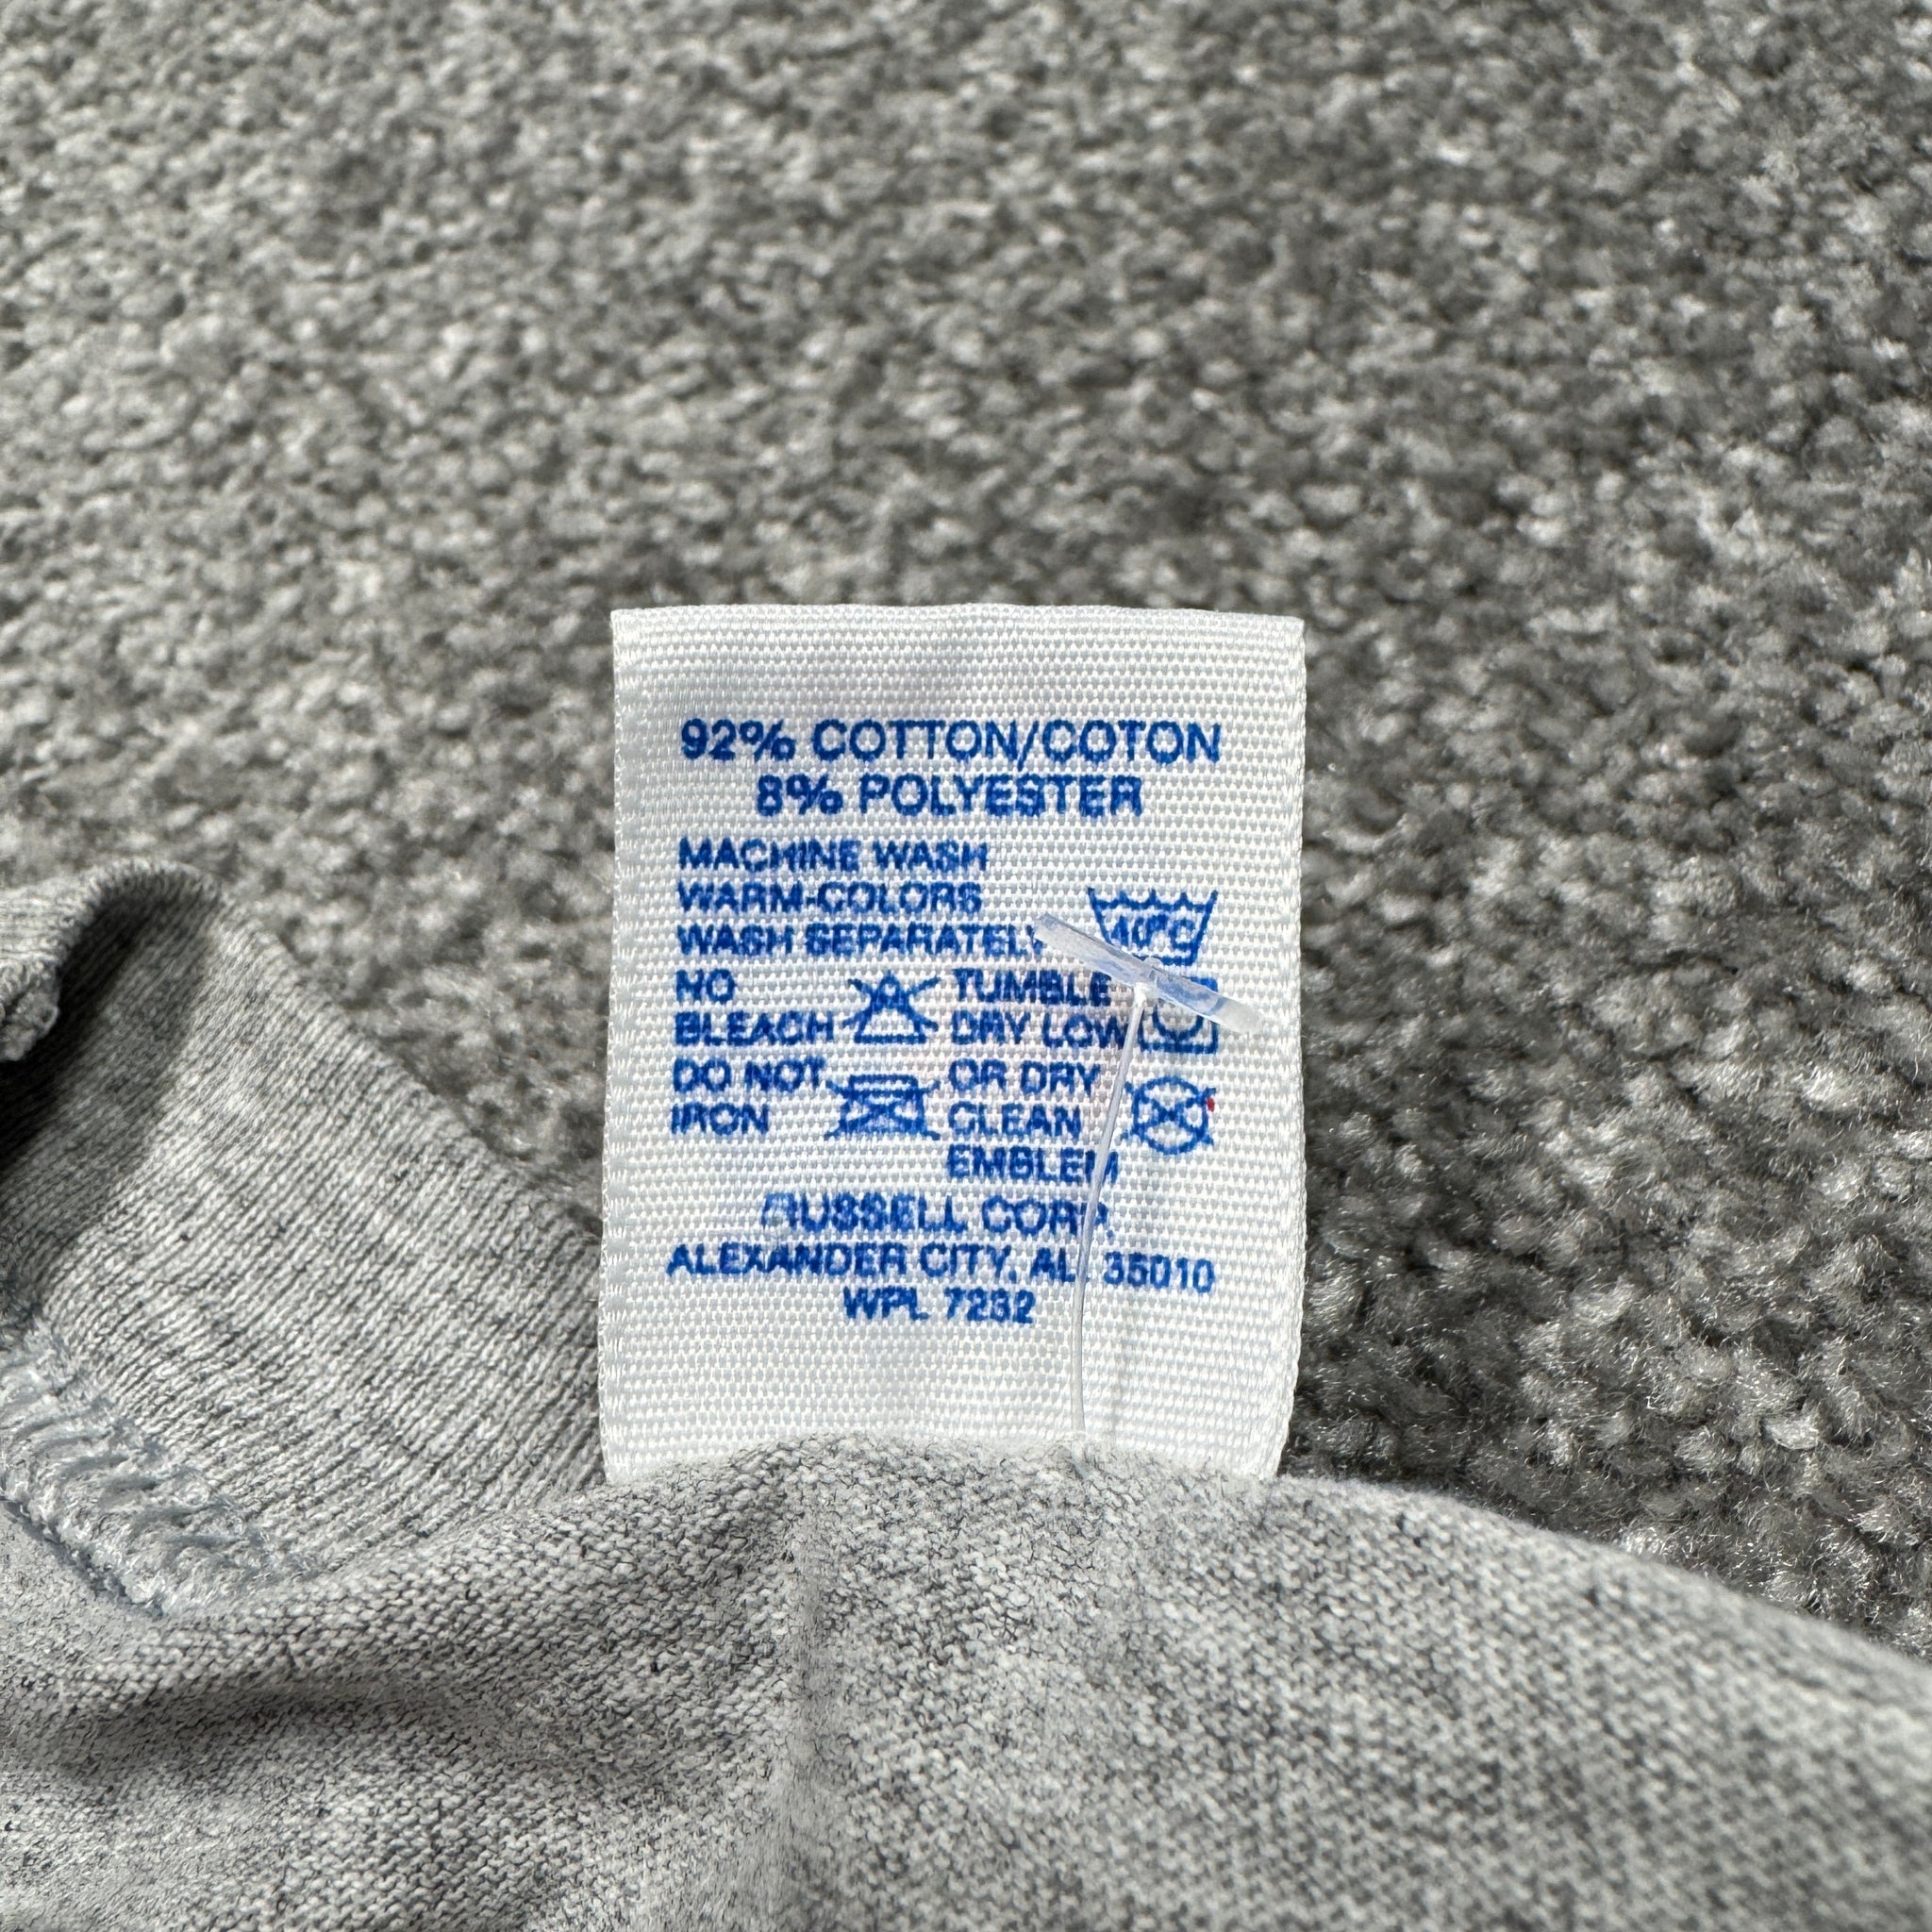 92% COTTON/COTON
8% POLYESTER
MACHINE WASH
WARM-COLORS
WASH SEPARATELY
40°C
NO
BLEACH
TUMBLE
DRY LOW
DO NOT
IRON
OR DRY
CLEAN
EMBLEM
RUSSELL CORP.
ALEXANDER CITY, AL. 35010
WPL 7232